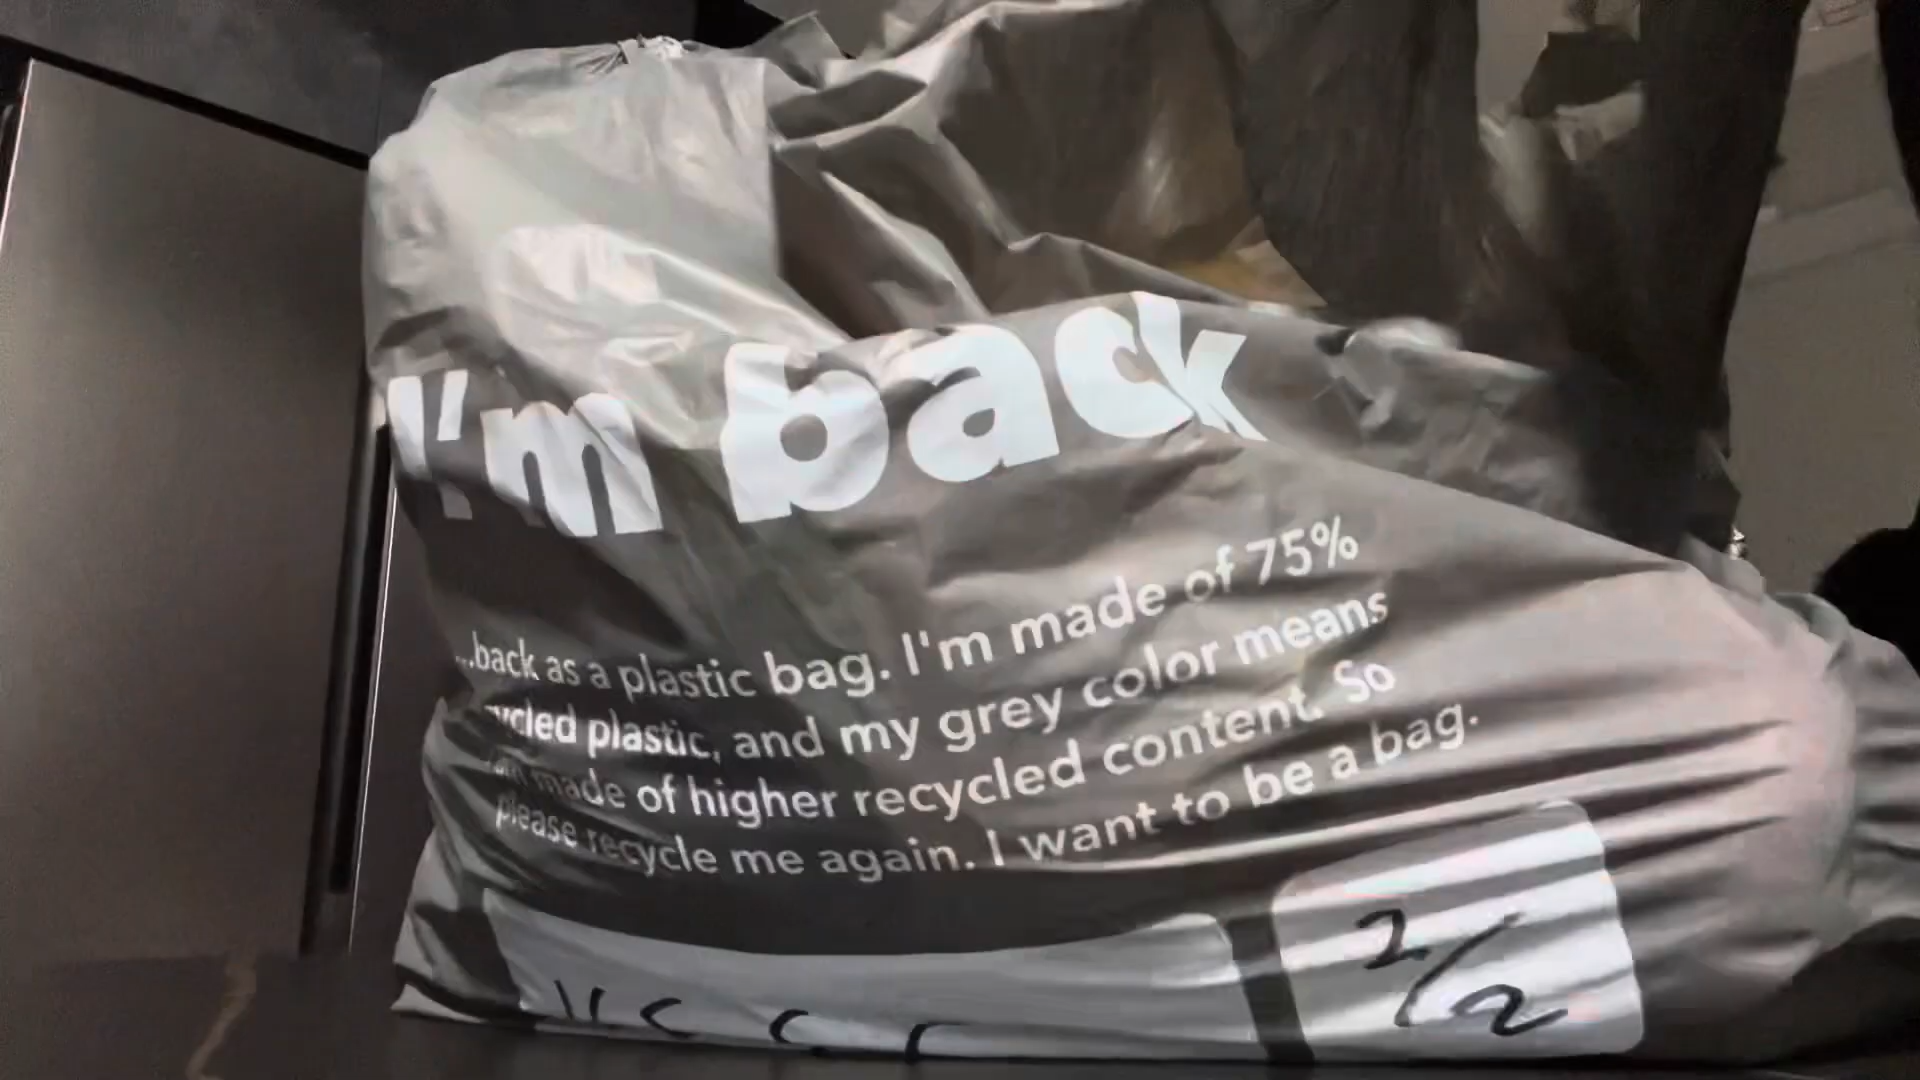 I'm back
...back as a plastic bag. I'm made of 75%
plastic, and my grey color means
made of higher recycled content. So
please recycle me again. I want to be a bag.
2/2